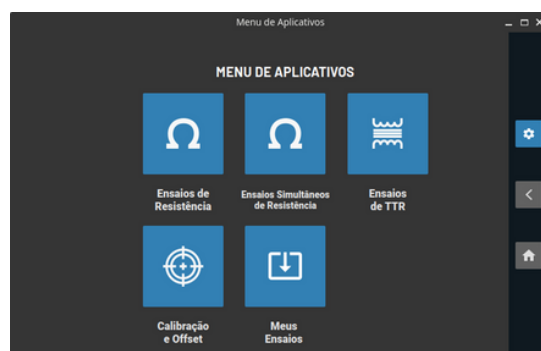 Menu de Aplicativos
MENU DE APLICATIVOS
Ω
Ω
Ensaios de
Resistência
Ensaios Simultâneos
de Resistência
Ensaios
de TTR
Calibração
e Offset
Meus
Ensaios